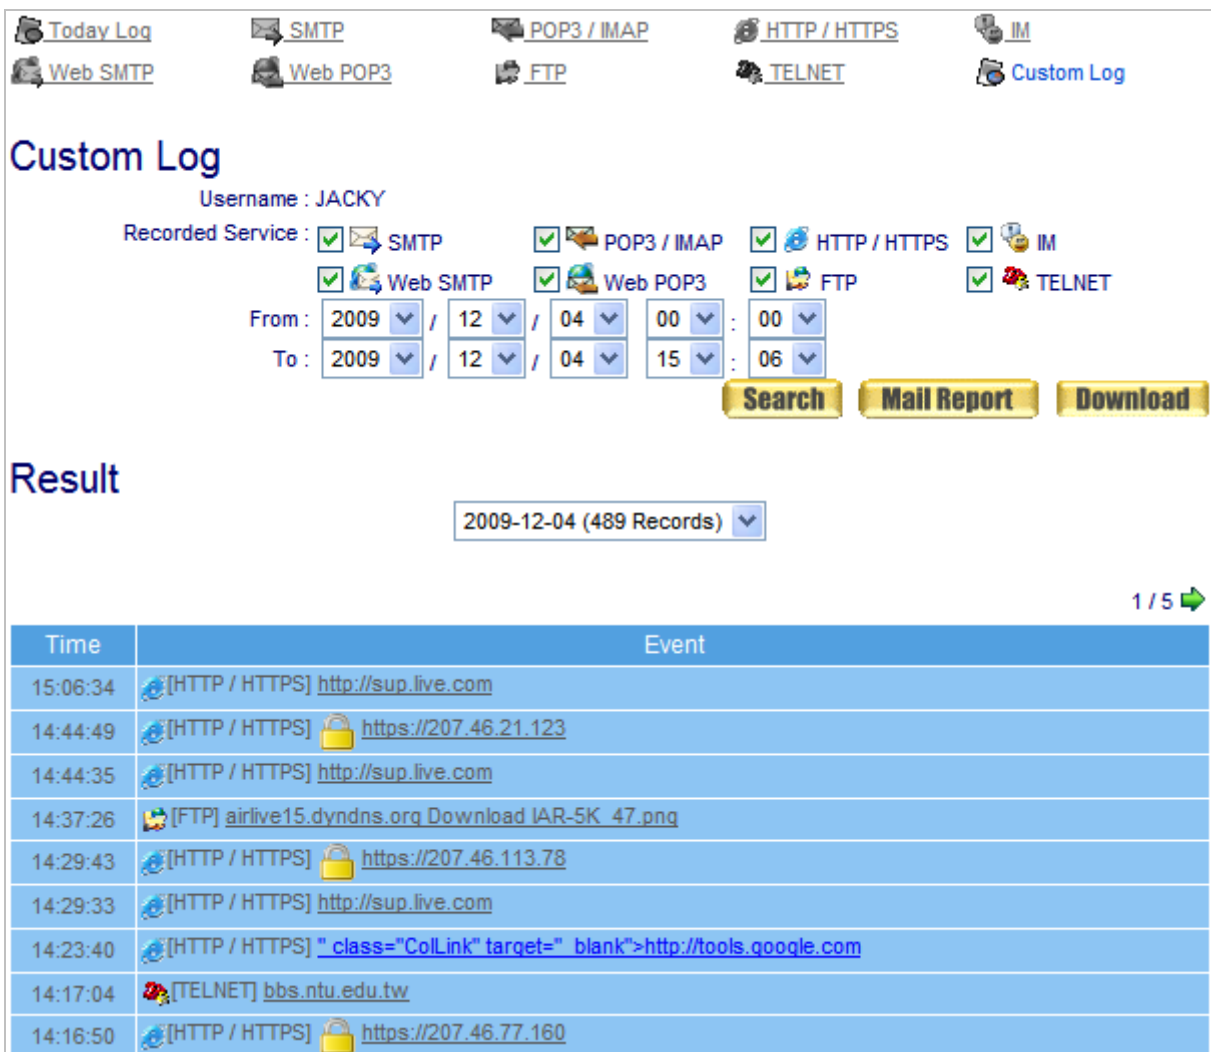 Today Log SMTP POP3 / IMAP HTTP / HTTPS IM
Web SMTP Web POP3 FTP TELNET Custom Log
Custom Log
Username : JACKY
Recorded Service : SMTP POP3 / IMAP HTTP / HTTPS IM
Web SMTP Web POP3 FTP TELNET
From : 2009 / 12 / 04 00 : 00
To : 2009 / 12 / 04 15 : 06
Search Mail Report Download
Result
2009-12-04 (489 Records)
1 / 5
Time Event
15:06:34 [HTTP / HTTPS] http://sup.live.com
14:44:49 [HTTP / HTTPS] https://207.46.21.123
14:44:35 [HTTP / HTTPS] http://sup.live.com
14:37:26 [FTP] airlive15.dyndns.org Download IAR-5K_47.png
14:29:43 [HTTP / HTTPS] https://207.46.113.78
14:29:33 [HTTP / HTTPS] http://sup.live.com
14:23:40 [HTTP / HTTPS] " class="ColLink" target="_blank">http://tools.google.com
14:17:04 [TELNET] bbs.ntu.edu.tw
14:16:50 [HTTP / HTTPS] https://207.46.77.160